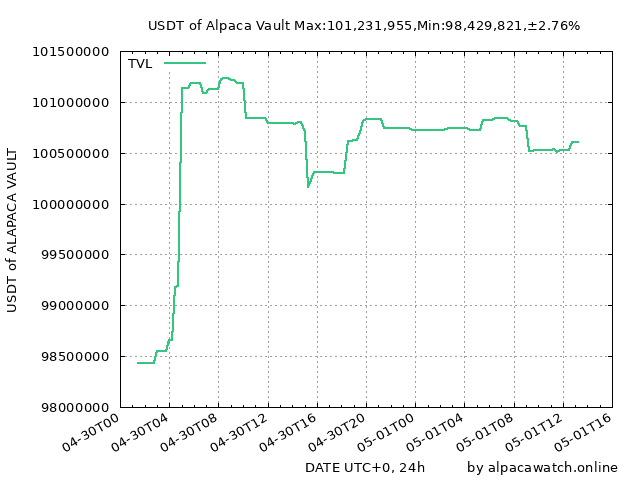 USDT of Alpaca Vault Max:101,231,955,Min:98,429,821,±2.76%
TVL
USDT of ALAPACA VAULT
101500000
101000000
100500000
100000000
99500000
99000000
98500000
98000000
04-30T00
04-30T04
04-30T08
04-30T12
04-30T16
04-30T20
05-01T00
05-01T04
05-01T08
05-01T12
05-01T16
DATE UTC+0, 24h
by alpacawatch.online